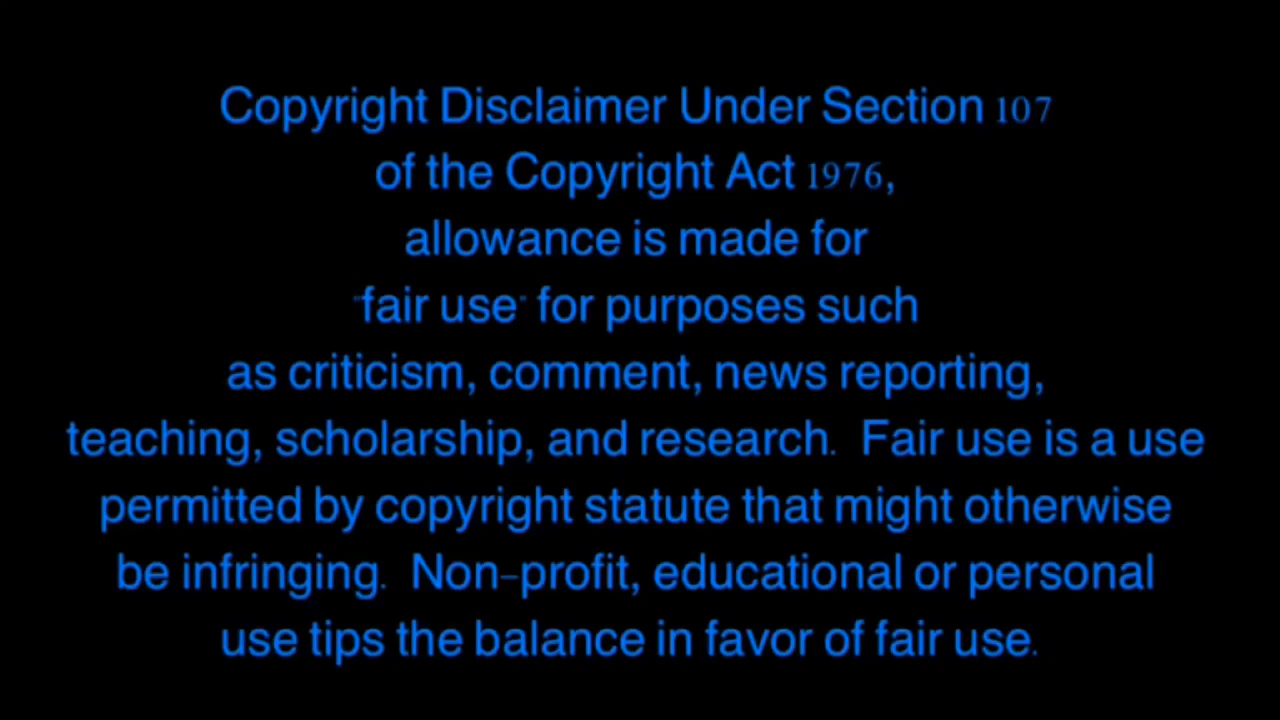 Copyright Disclaimer Under Section 107
of the Copyright Act 1976,
allowance is made for
"fair use" for purposes such
as criticism, comment, news reporting,
teaching, scholarship, and research. Fair use is a use
permitted by copyright statute that might otherwise
be infringing. Non-profit, educational or personal
use tips the balance in favor of fair use.